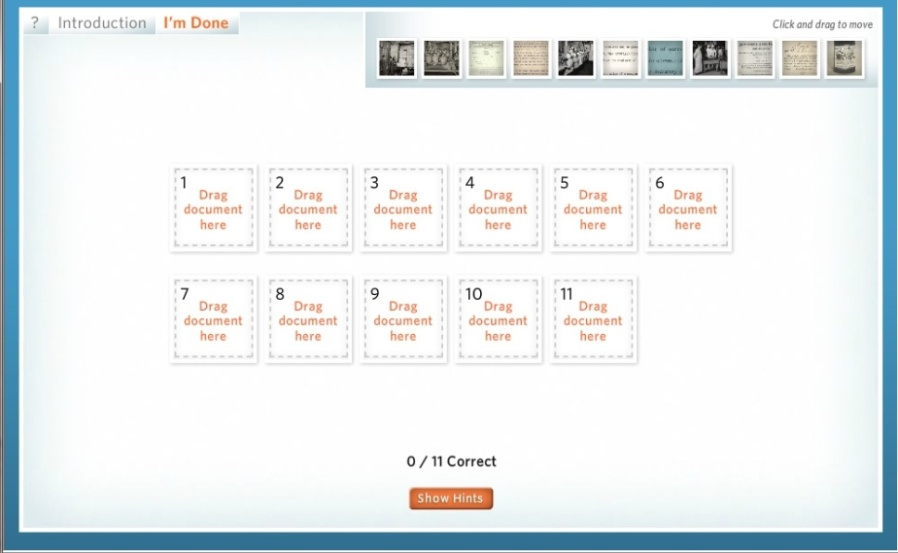 ? Introduction I'm Done
Click and drag to move
1 Drag document here
2 Drag document here
3 Drag document here
4 Drag document here
5 Drag document here
6 Drag document here
7 Drag document here
8 Drag document here
9 Drag document here
10 Drag document here
11 Drag document here
0 / 11 Correct
Show Hints